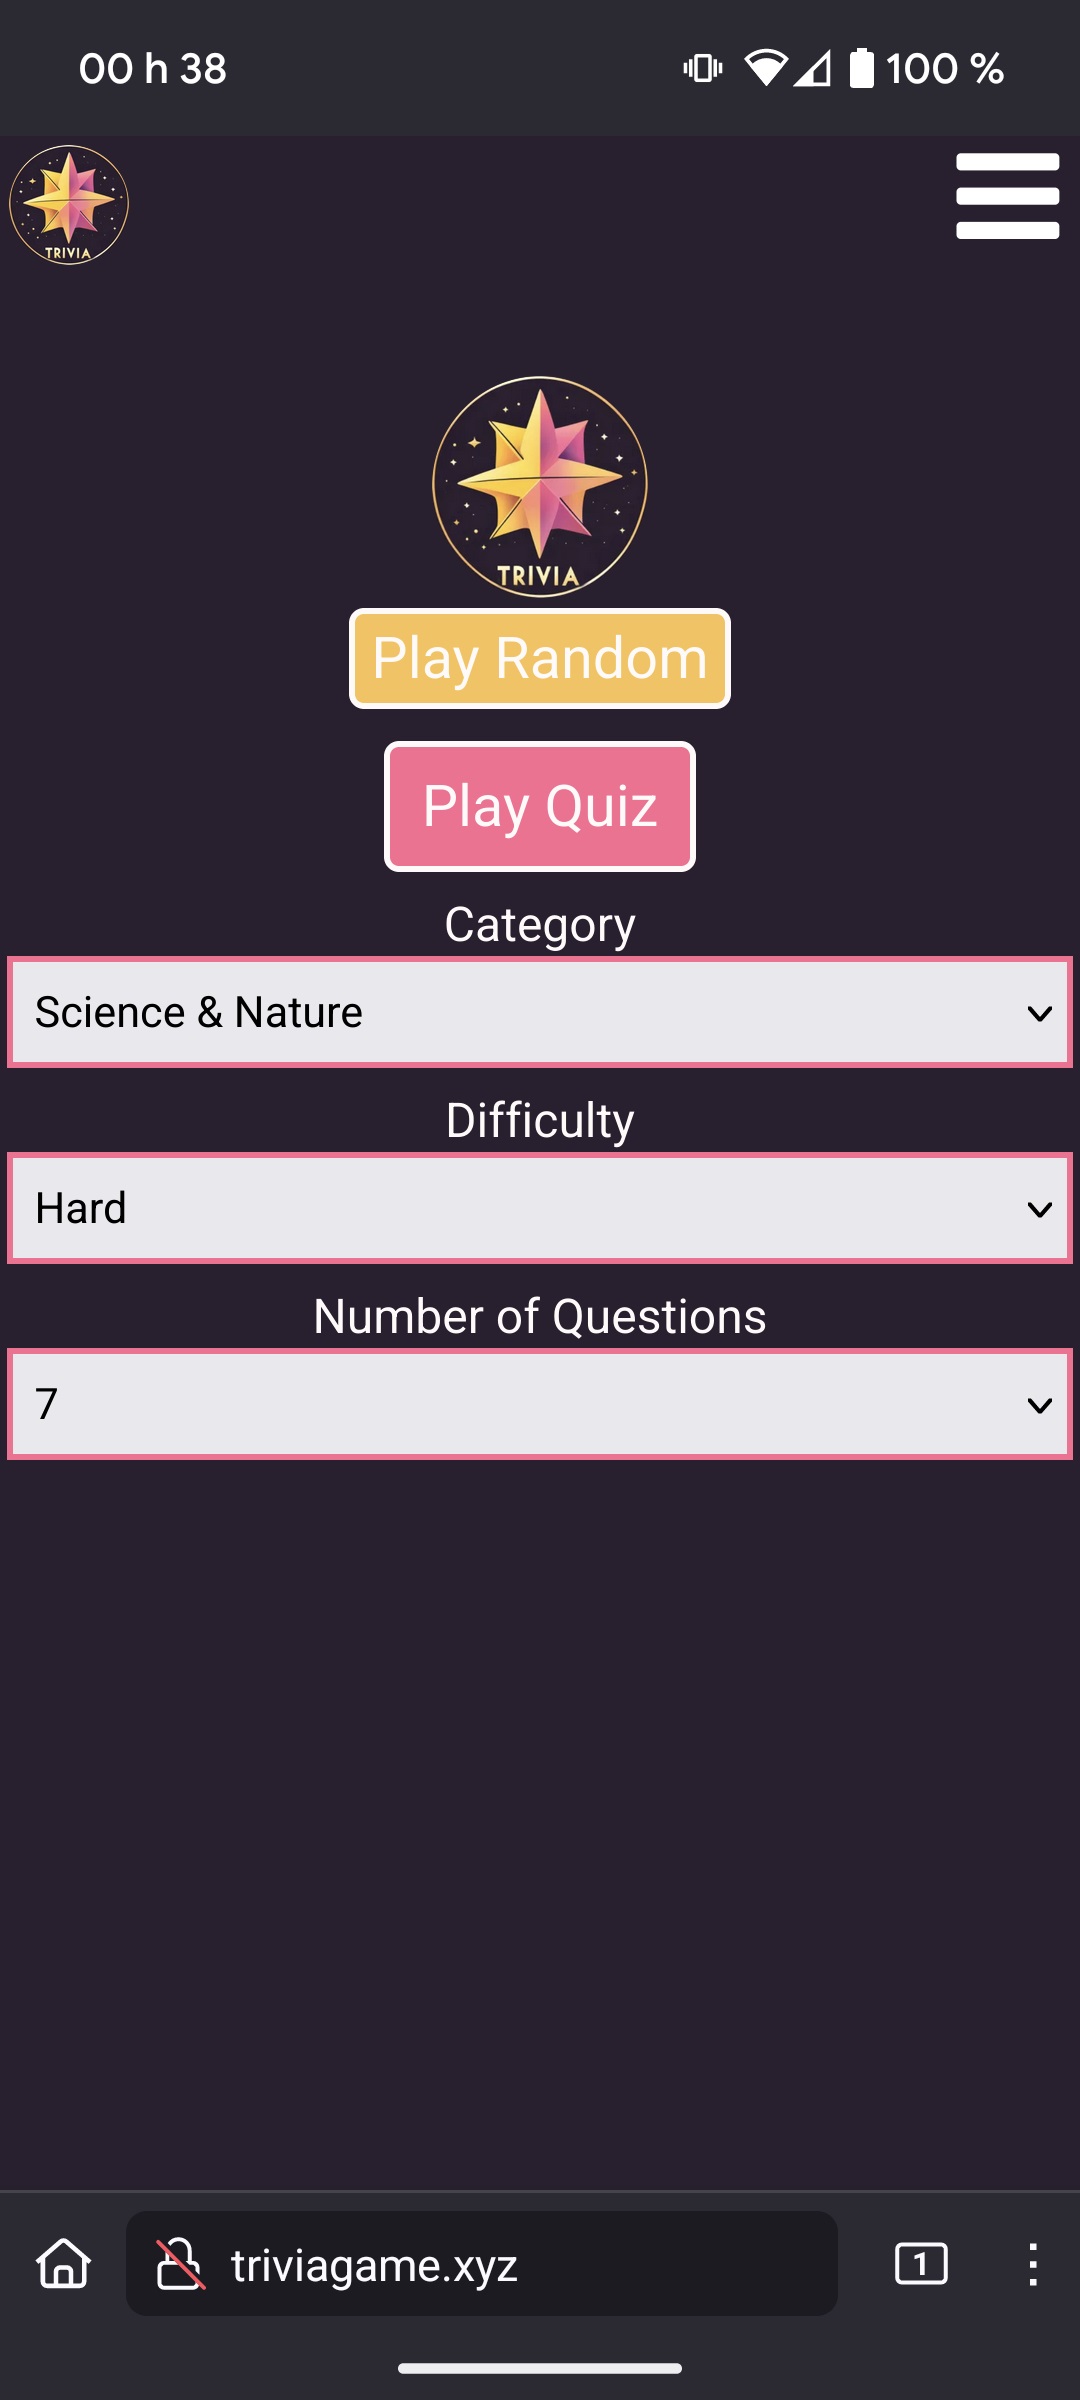 00 h 38 100 %
TRIVIA
TRIVIA
Play Random
Play Quiz
Category
Science & Nature
Difficulty
Hard
Number of Questions
7
triviagame.xyz 1